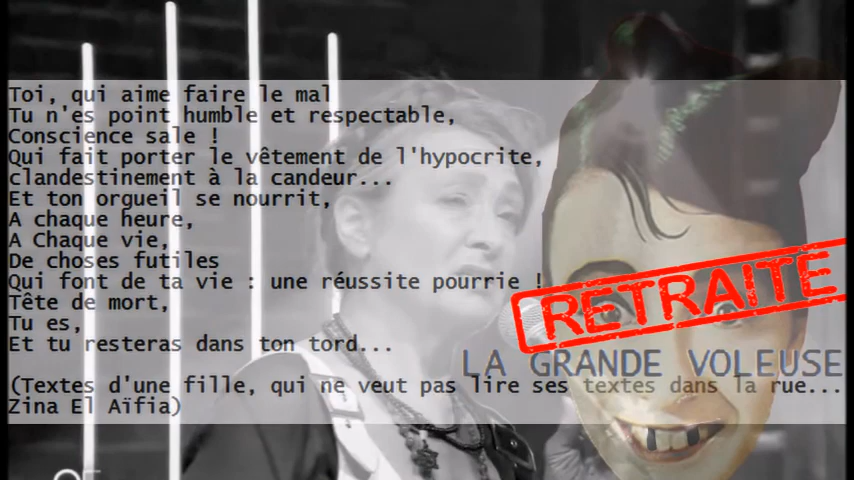 Toi, qui aime faire le mal
Tu n'es point humble et respectable,
Conscience sale !
Qui fait porter le vêtement de l'hypocrite,
clandestinement à la candeur...
Et ton orgueil se nourrit,
A chaque heure,
A Chaque vie,
De choses futiles
Qui font de ta vie : une réussite pourrie !
Tête de mort,
Tu es,
Et tu resteras dans ton tord...
RETRAITE
LA GRANDE VOLEUSE
(Textes d'une fille, qui ne veut pas lire ses textes dans la rue...
Zina El Aïfia)